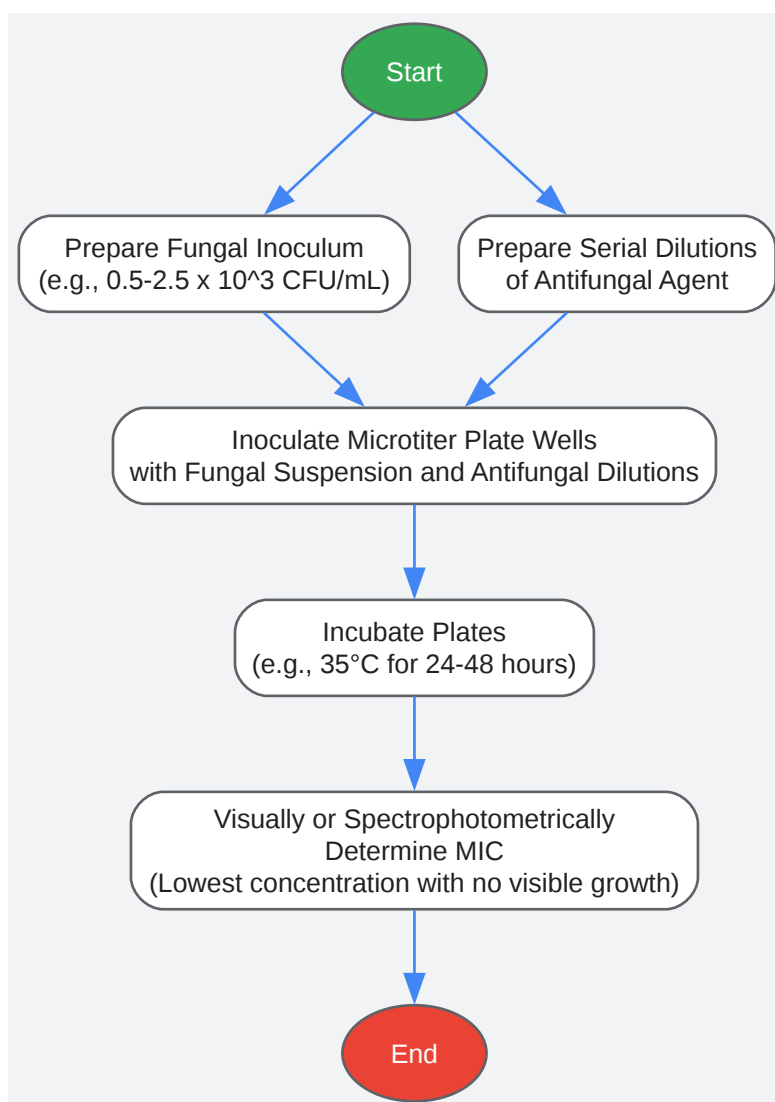 Start
Prepare Fungal Inoculum
(e.g., 0.5-2.5 x 10^3 CFU/mL)
Prepare Serial Dilutions
of Antifungal Agent
Inoculate Microtiter Plate Wells
with Fungal Suspension and Antifungal Dilutions
Incubate Plates
(e.g., 35°C for 24-48 hours)
Visually or Spectrophotometrically
Determine MIC
(Lowest concentration with no visible growth)
End